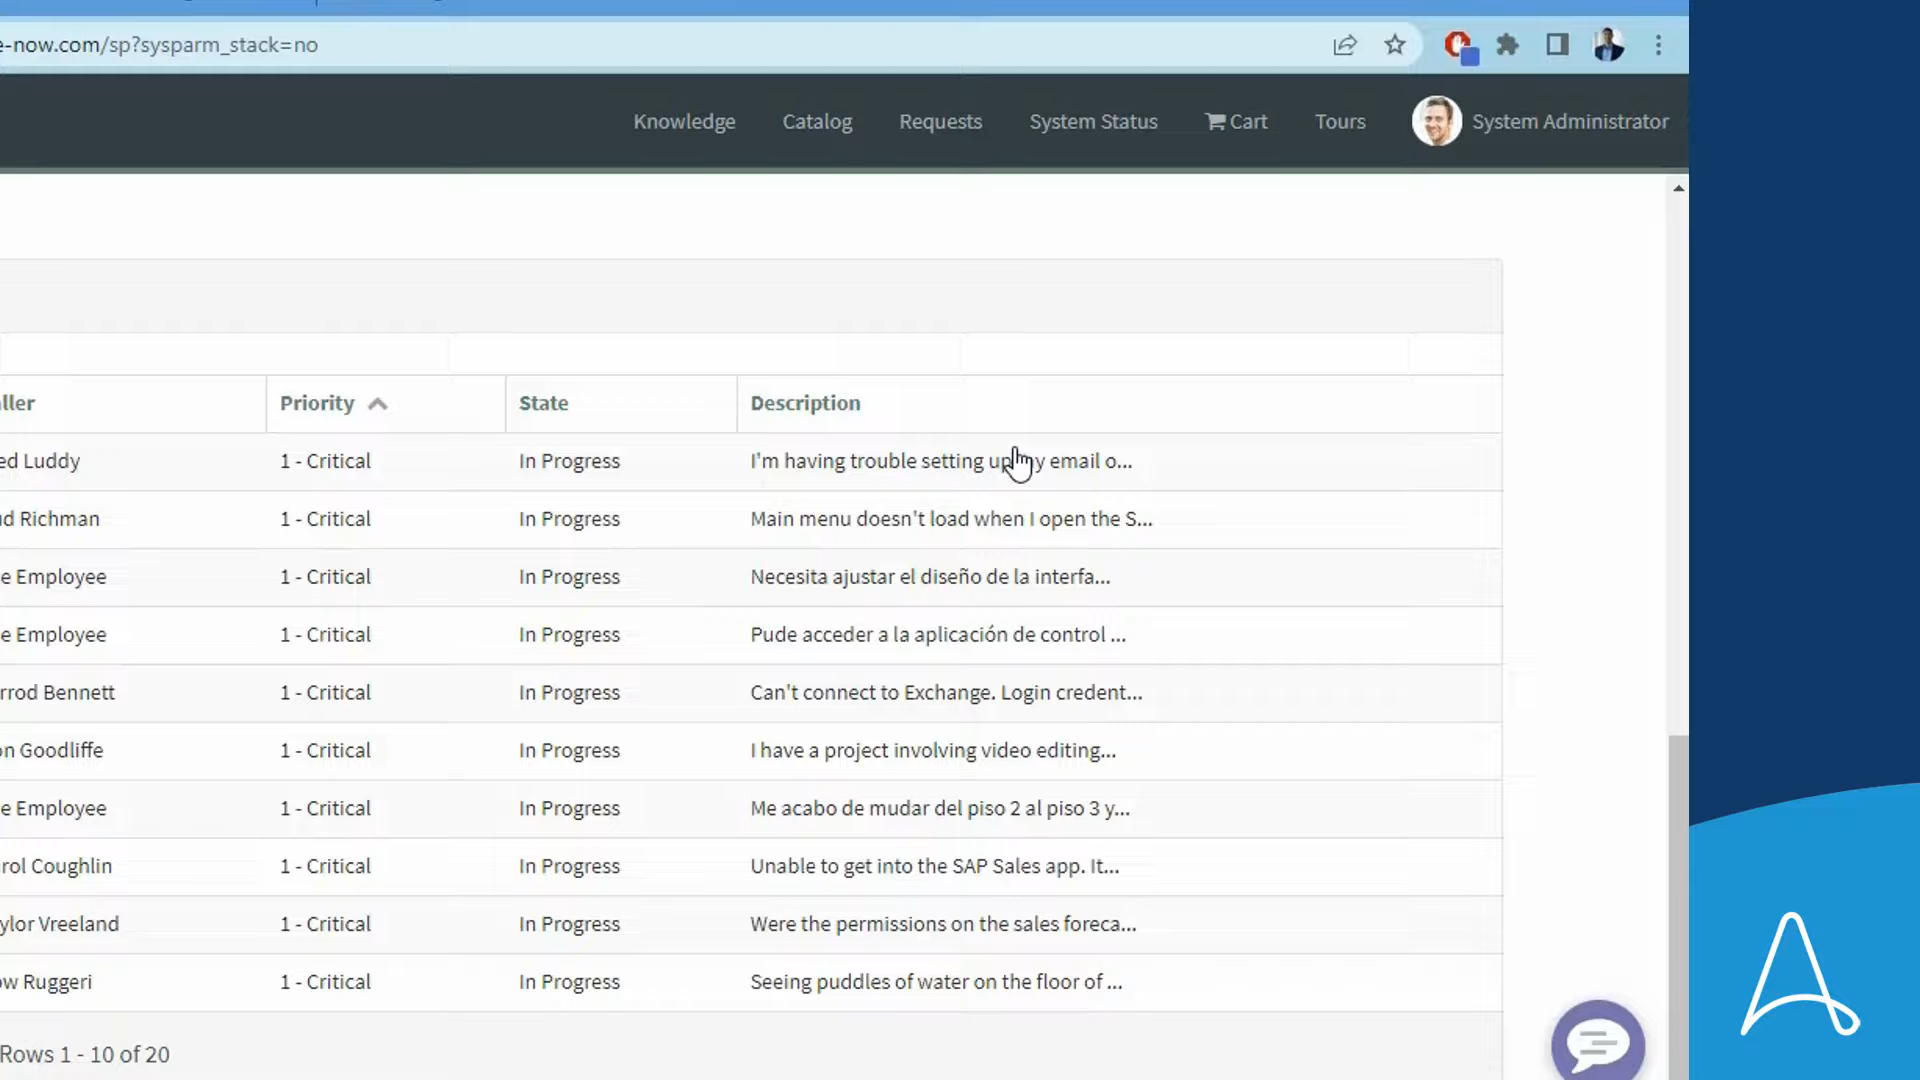 e-now.com/sp?sysparm_stack=no
Knowledge Catalog Requests System Status Cart Tours System Administrator
ller Priority State Description
ed Luddy 1 - Critical In Progress I'm having trouble setting up my email o...
ud Richman 1 - Critical In Progress Main menu doesn't load when I open the S...
e Employee 1 - Critical In Progress Necesita ajustar el diseño de la interfa...
e Employee 1 - Critical In Progress Pude acceder a la aplicación de control ...
rrod Bennett 1 - Critical In Progress Can't connect to Exchange. Login credent...
on Goodliffe 1 - Critical In Progress I have a project involving video editing...
e Employee 1 - Critical In Progress Me acabo de mudar del piso 2 al piso 3 y...
rol Coughlin 1 - Critical In Progress Unable to get into the SAP Sales app. It...
ylor Vreeland 1 - Critical In Progress Were the permissions on the sales foreca...
ow Ruggeri 1 - Critical In Progress Seeing puddles of water on the floor of ...
Rows 1 - 10 of 20